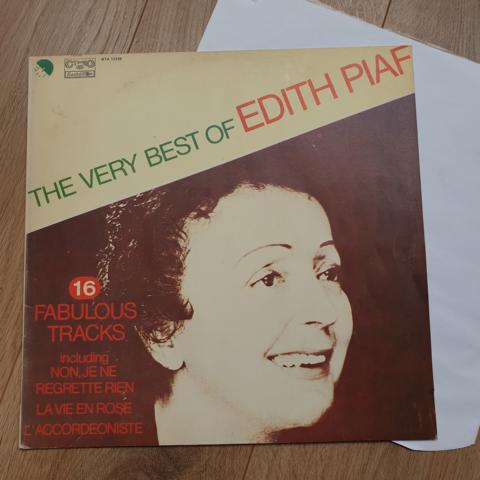 THE VERY BEST OF EDITH PIAF
16
FABULOUS
TRACKS
including
NON, JE NE
REGRETTE RIEN
LA VIE EN ROSE
L'ACCORDEONISTE